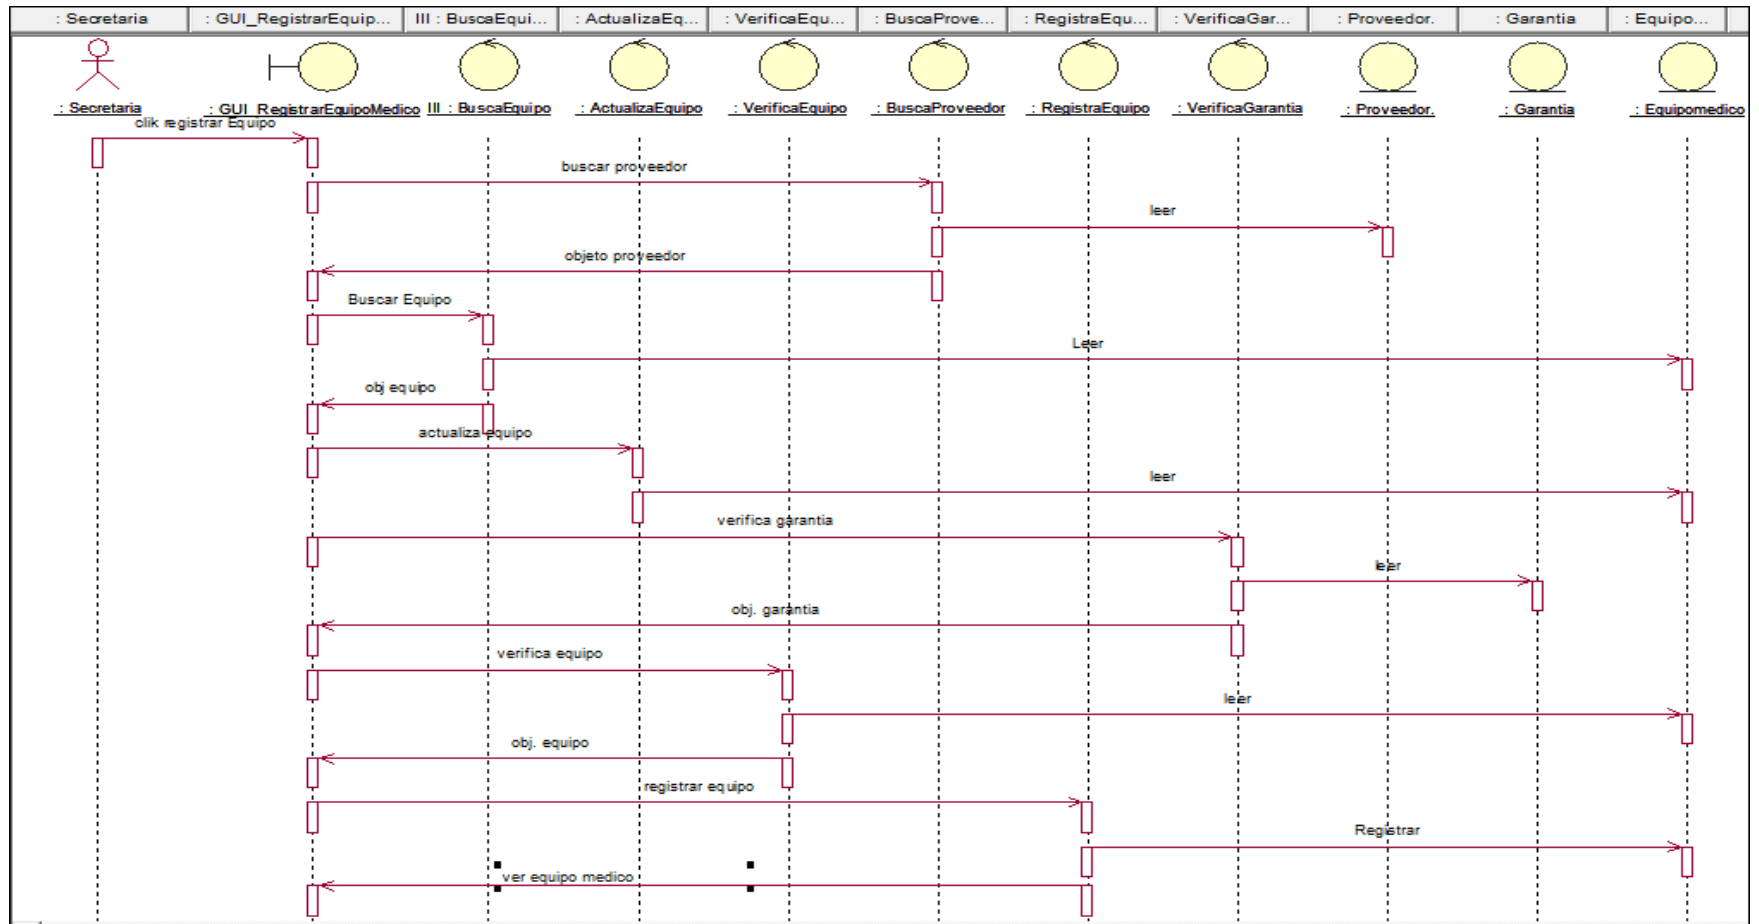 : Secretaria
: GUI_RegistrarEquip...
III : BuscaEqui...
: ActualizaEq...
: VerificaEqu...
: BuscaProve...
: RegistraEqu...
: VerificaGar...
: Proveedor.
: Garantia
: Equipo...
: Secretaria
: GUI_RegistrarEquipoMedico
III : BuscaEquipo
: ActualizaEquipo
: VerificaEquipo
: BuscaProveedor
: RegistraEquipo
: VerificaGarantia
: Proveedor.
: Garantia
: Equipomedico
clik registrar Equipo
buscar proveedor
leer
objeto proveedor
Buscar Equipo
Leer
obj equipo
actualiza equipo
leer
verifica garantia
leer
obj. garantia
verifica equipo
leer
obj. equipo
registrar equipo
Registrar
ver equipo medico